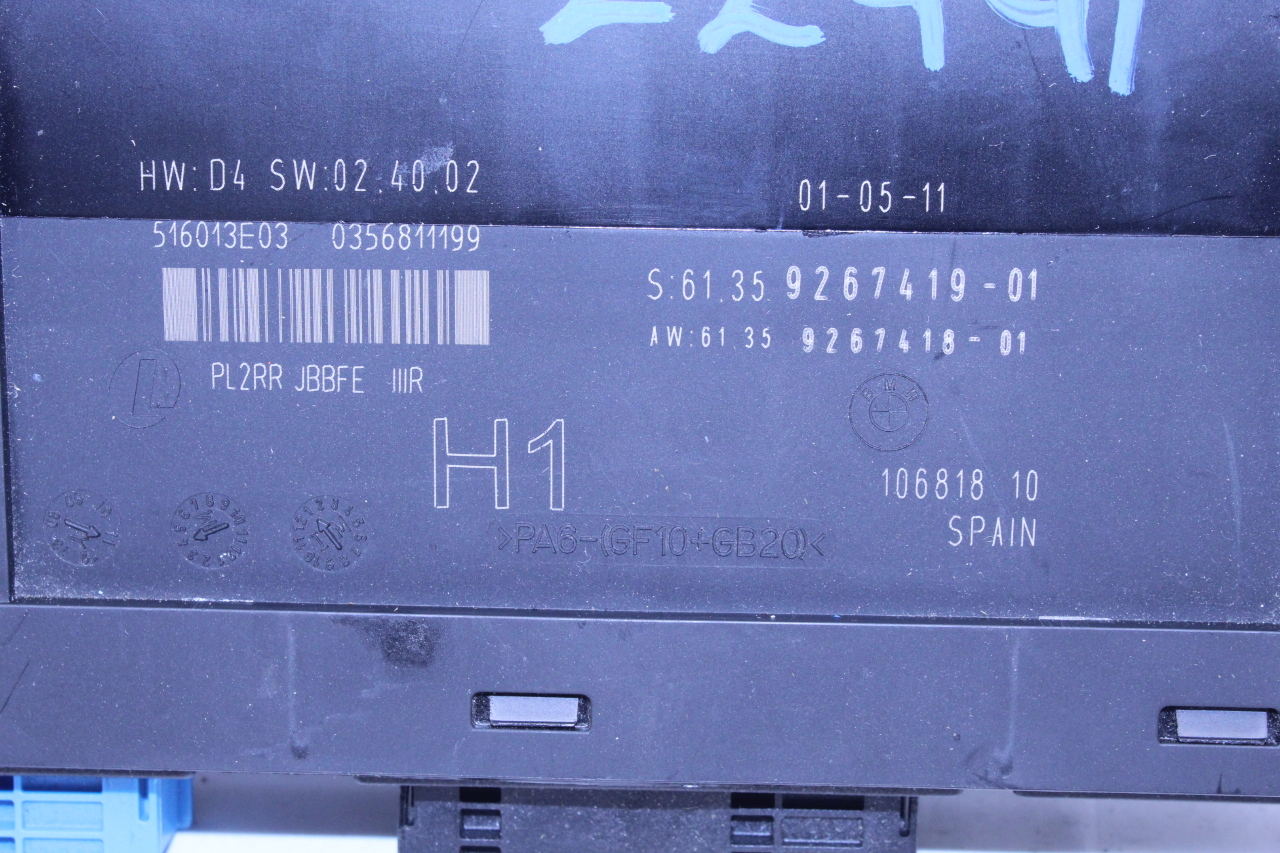 HW: D4 SW:02.40.02
01-05-11
516013E03 0356811199
S:61.35 9267419-01
AW:61.35 9267418-01
PL2RR JBBFE IIIR
BMW
H1
106818 10
SPAIN
>PA6-(GF10+GB20)<